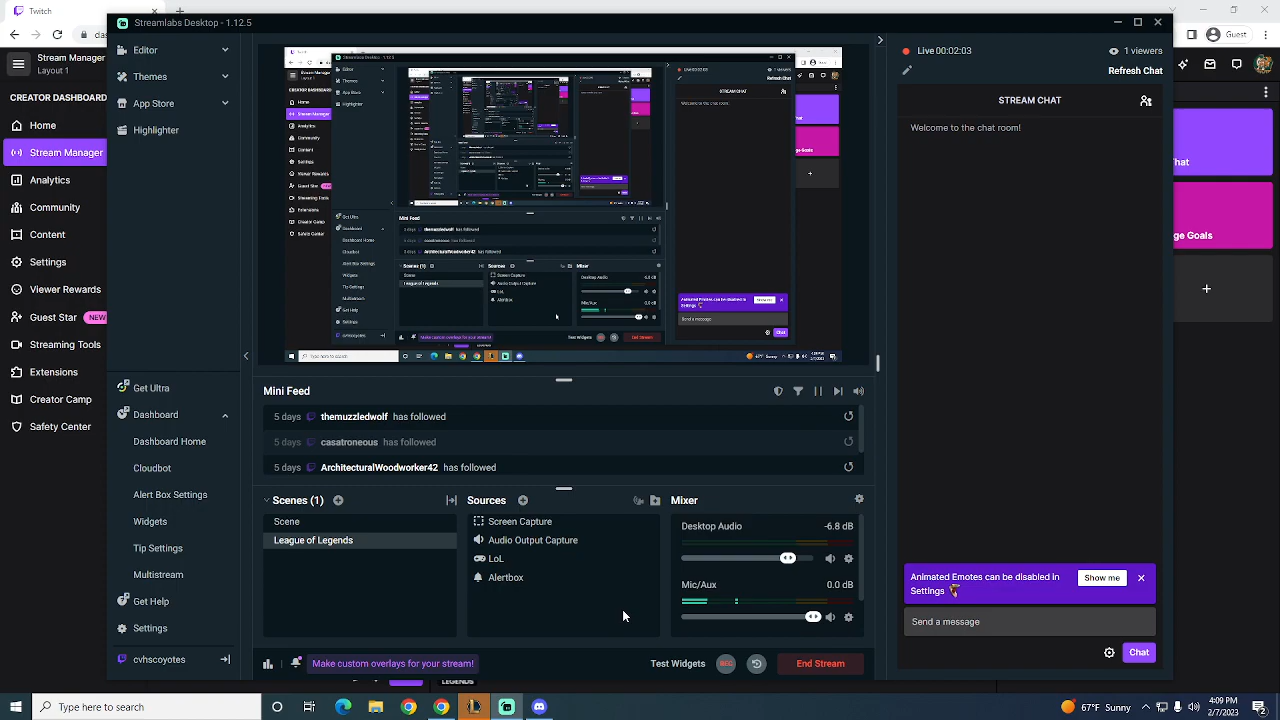 Twitch
Streamlabs Desktop - 1.12.5
Stream Manager
Layout 1
Guest
CREATOR DASHBOARD
Home
Stream Manager
Analytics
Community
Content
Settings
Viewer Rewards
Guest Star NEW
Streaming Tools
Extensions
Creator Camp
Safety Center
Editor
Themes
App Store
Highlighter
Get Ultra
Dashboard
Dashboard Home
Cloudbot
Alert Box Settings
Widgets
Tip Settings
Multistream
Get Help
Settings
cvhscoyotes
Mini Feed
5 days themuzzledwolf has followed
5 days casatroneous has followed
5 days ArchitecturalWoodworker42 has followed
Scenes (1)
Scene
League of Legends
Sources
Screen Capture
Audio Output Capture
LoL
Alertbox
Mixer
Desktop Audio -6.8 dB
Mic/Aux 0.0 dB
Make custom overlays for your stream!
Test Widgets
REC
End Stream
Live 00:02:03
1 viewers
Refresh Chat
STREAM CHAT
Welcome to the chat room!
Animated Emotes can be disabled in
Settings
Show me
Send a message
Chat
LEGENDS
Type here to search
67°F Sunny
4:09 PM
2/7/2023